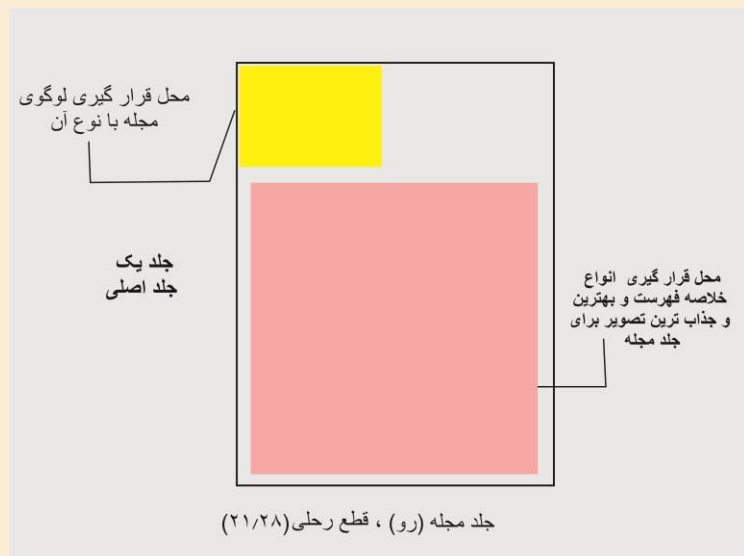 محل قرار گیری لوگوی
مجله با نوع آن
جلد یک
جلد اصلی
محل قرار گیری انواع
خلاصه فهرست و بهترین
و جذاب ترین تصویر برای
جلد مجله
جلد مجله (رو) ، قطع رحلی(۲۱/۲۸)